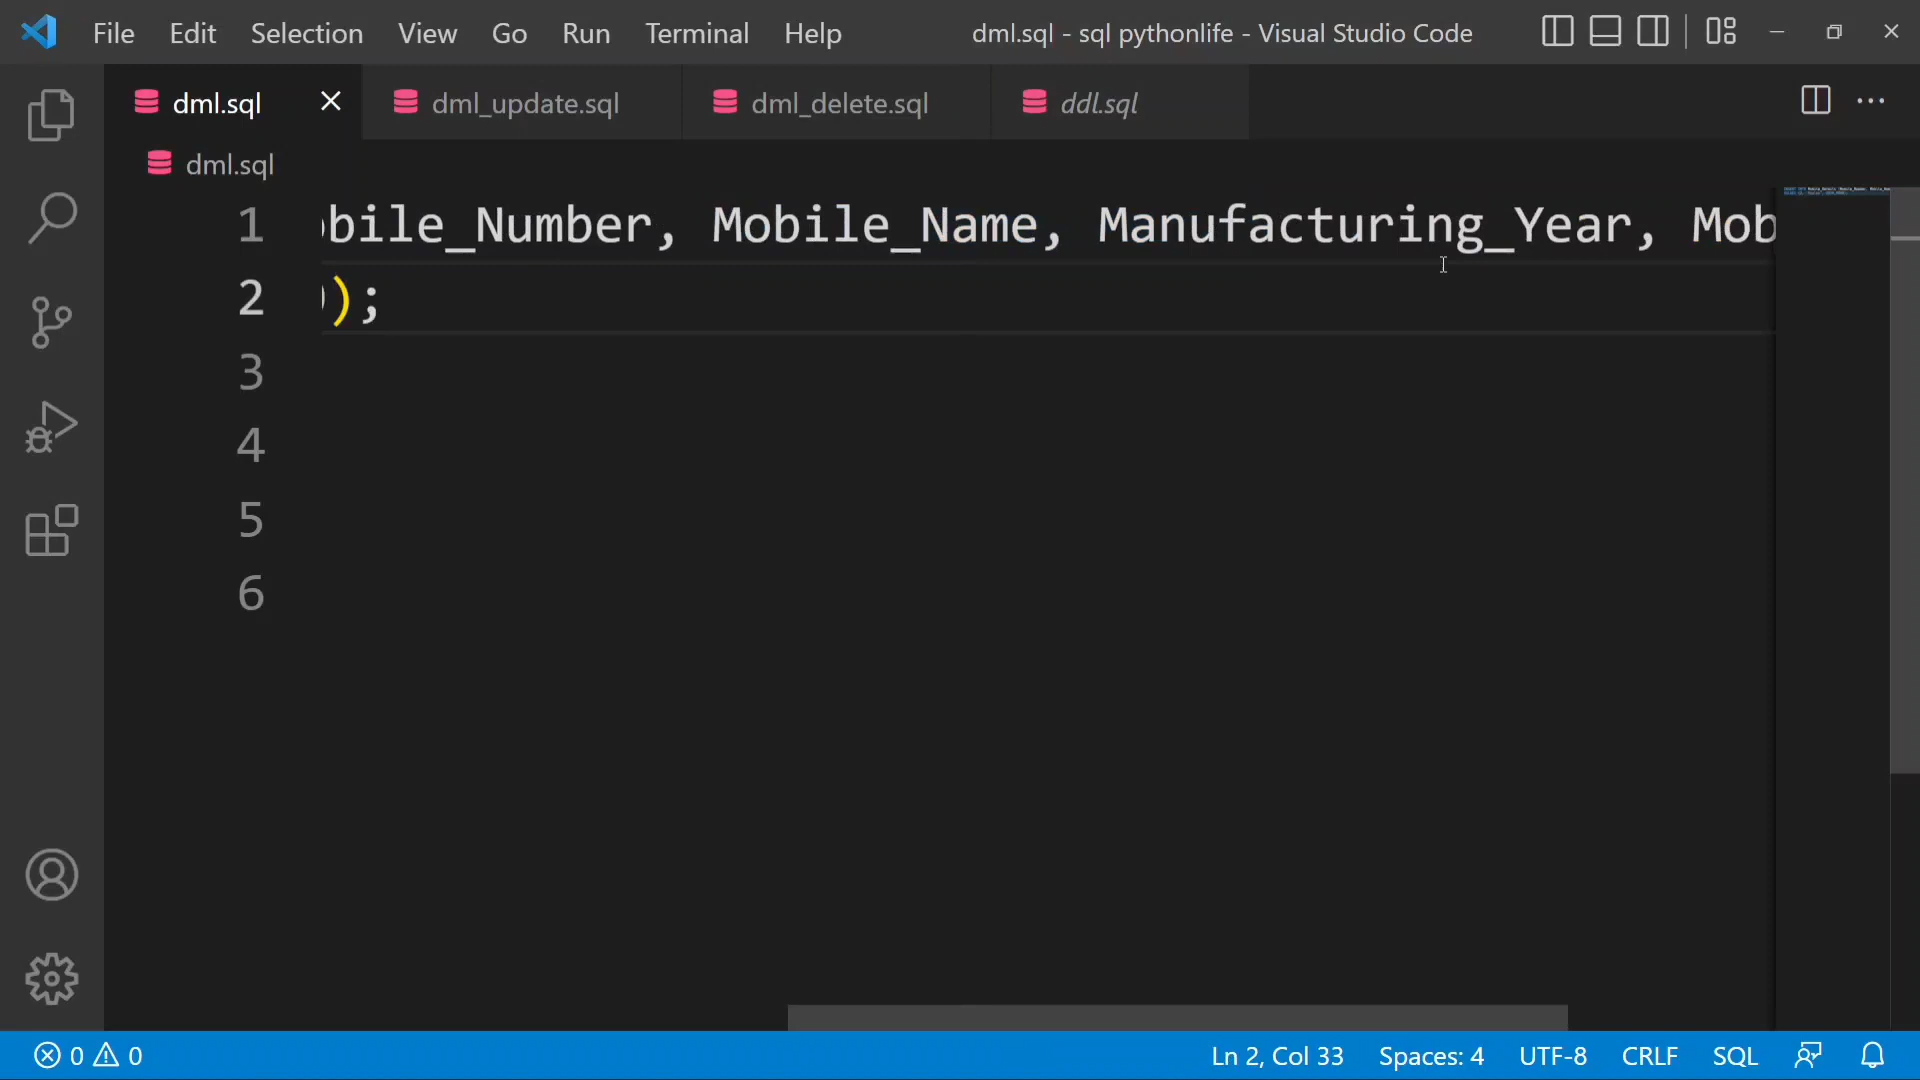 File Edit Selection View Go Run Terminal Help dml.sql - sql pythonlife - Visual Studio Code
dml.sql dml_update.sql dml_delete.sql ddl.sql
dml.sql
1 bile_Number, Mobile_Name, Manufacturing_Year, Mob
2 );
3
4
5
6
0 0 Ln 2, Col 33 Spaces: 4 UTF-8 CRLF SQL